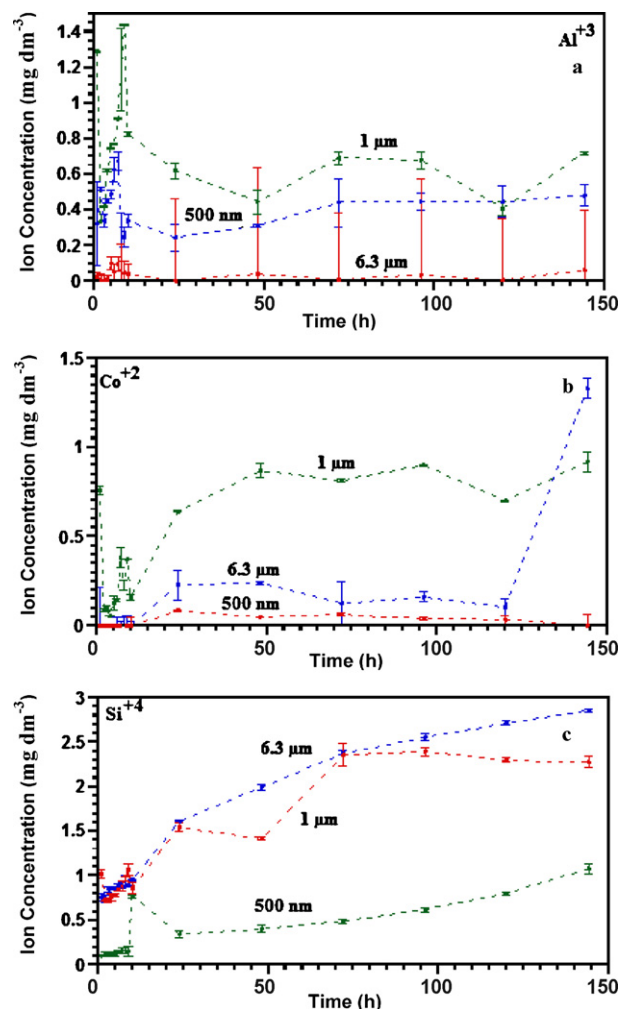 Ion Concentration (mg dm⁻³)
1.4
1.2
1
0.8
0.6
0.4
0.2
0
Al⁺³
a
1 µm
500 nm
6.3 µm
0
50
100
150
Time (h)
Ion Concentration (mg dm⁻³)
1.5
1
0.5
0
Co⁺²
b
1 µm
6.3 µm
500 nm
0
50
100
150
Time (h)
Ion Concentration (mg dm⁻³)
3
2.5
2
1.5
1
0.5
0
Si⁺⁴
6.3 µm
c
1 µm
500 nm
0
50
100
150
Time (h)